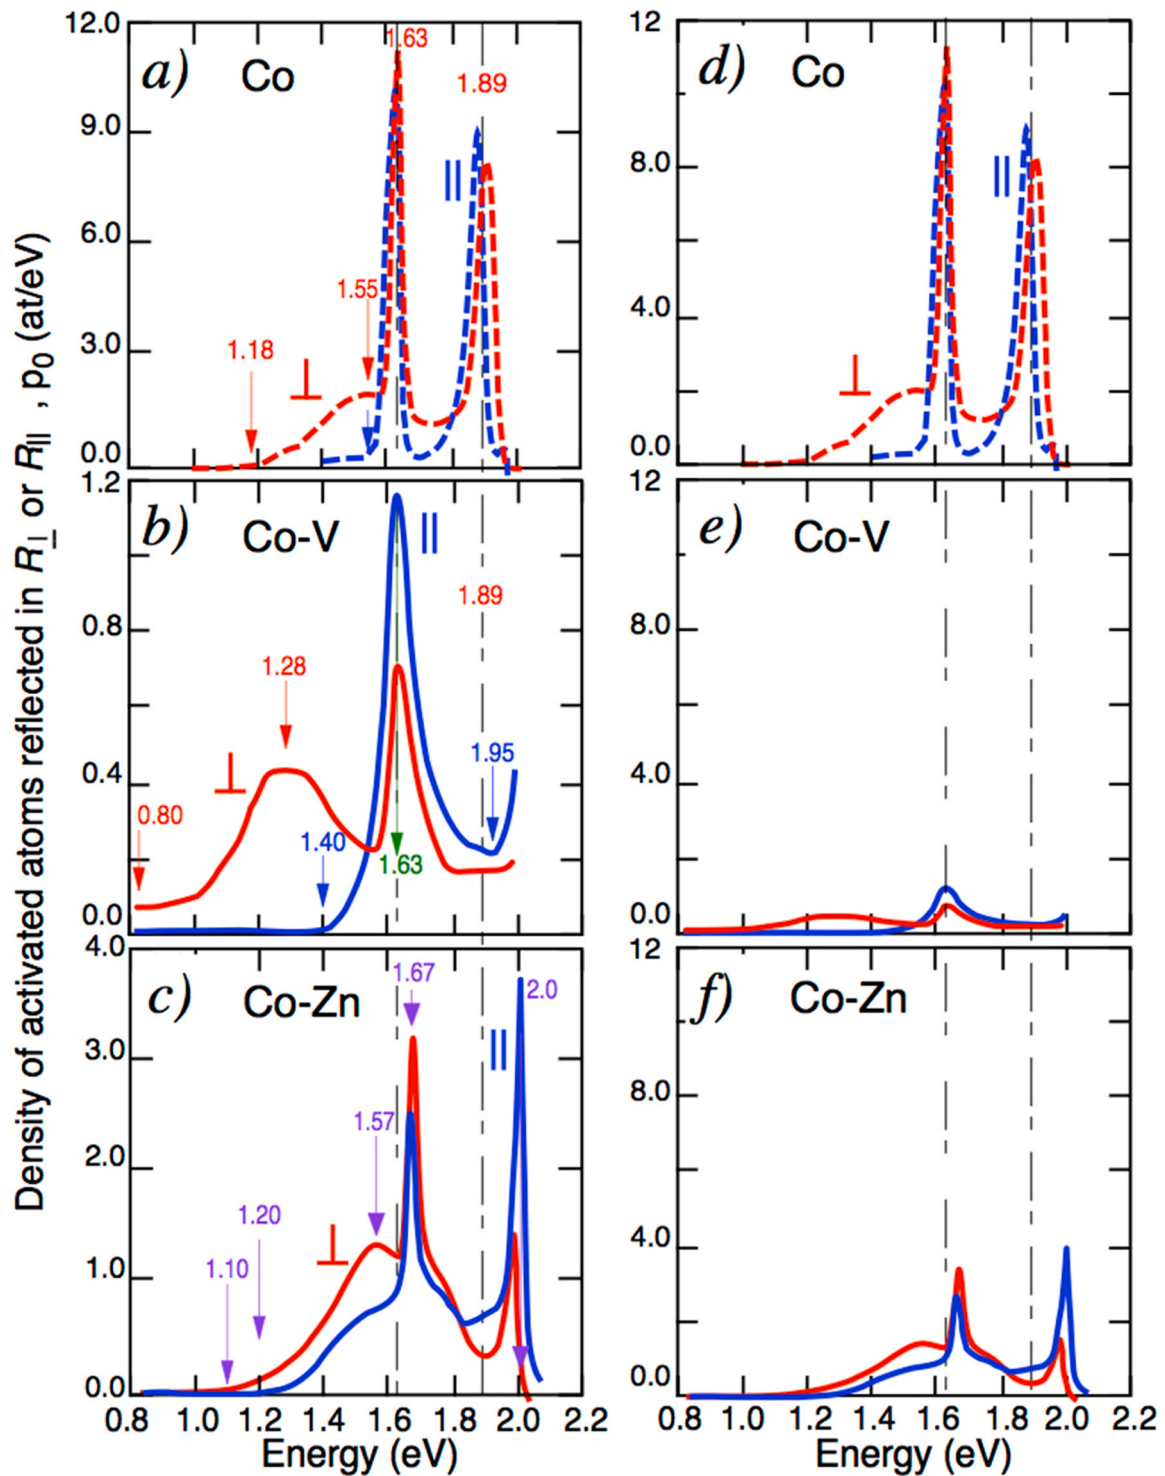 Density of activated atoms reflected in R⊥ or R|| , p0 (at/eV)
12.0
9.0
6.0
3.0
0.0
a)
Co
1.63
1.89
||
1.55
1.18
⊥
1.2
0.8
0.4
0.0
b)
Co-V
||
1.89
1.28
⊥
1.95
0.80
1.40
1.63
4.0
3.0
2.0
1.0
0.0
c)
Co-Zn
1.67
2.0
||
1.57
1.20
⊥
1.10
0.8 1.0 1.2 1.4 1.6 1.8 2.0 2.2
Energy (eV)
12
8.0
4.0
0.0
d)
Co
||
⊥
12
8.0
4.0
0.0
e)
Co-V
12
8.0
4.0
0.0
f)
Co-Zn
0.8 1.0 1.2 1.4 1.6 1.8 2.0 2.2
Energy (eV)